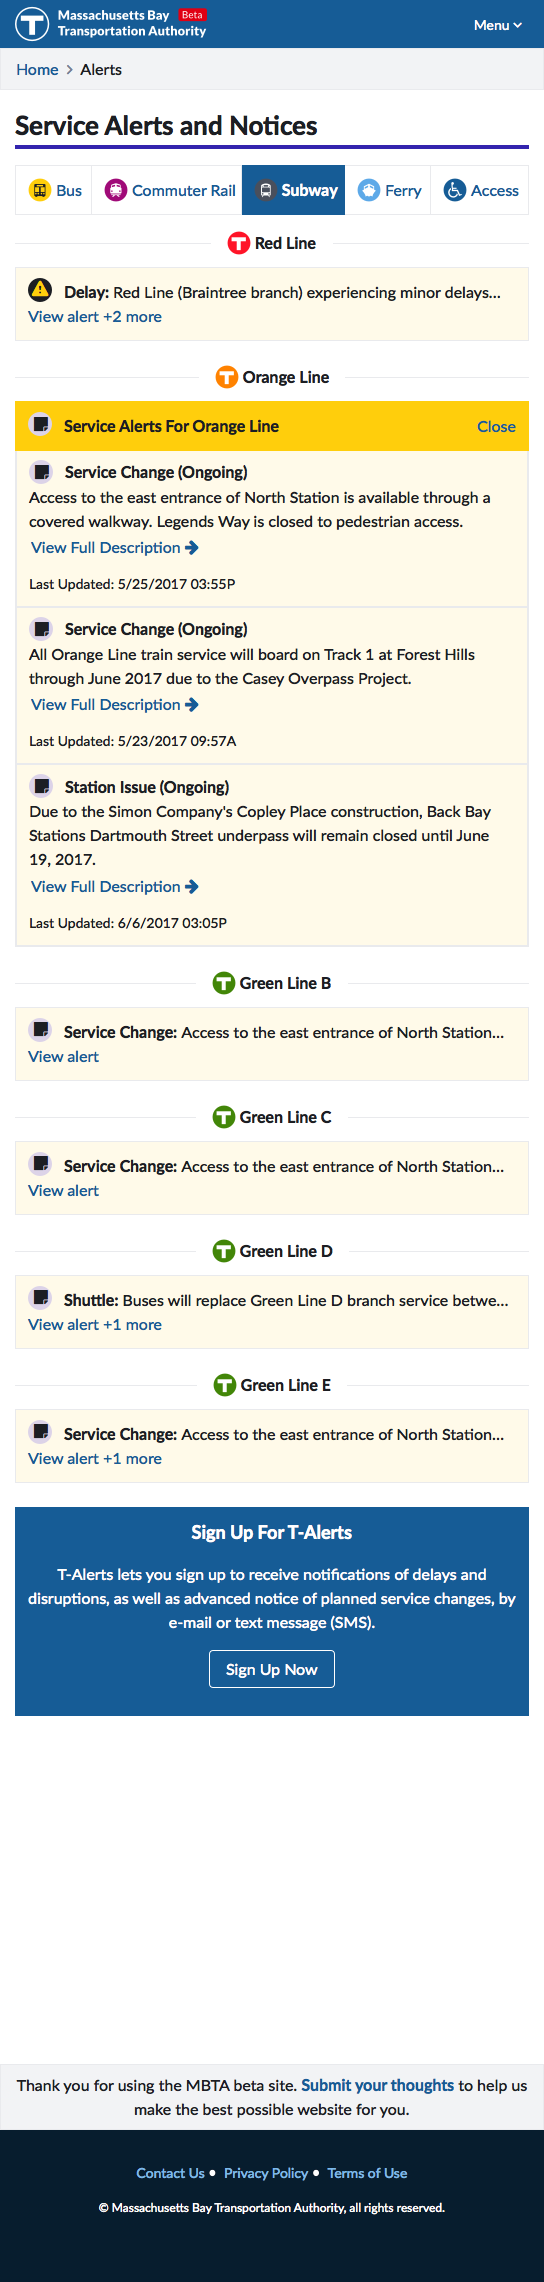 Massachusetts Bay Beta
Transportation Authority
Menu
Home > Alerts
Service Alerts and Notices
Bus Commuter Rail Subway Ferry Access
T Red Line
Delay: Red Line (Braintree branch) experiencing minor delays...
View alert +2 more
T Orange Line
Service Alerts For Orange Line Close
Service Change (Ongoing)
Access to the east entrance of North Station is available through a
covered walkway. Legends Way is closed to pedestrian access.
View Full Description
Last Updated: 5/25/2017 03:55P
Service Change (Ongoing)
All Orange Line train service will board on Track 1 at Forest Hills
through June 2017 due to the Casey Overpass Project.
View Full Description
Last Updated: 5/23/2017 09:57A
Station Issue (Ongoing)
Due to the Simon Company's Copley Place construction, Back Bay
Stations Dartmouth Street underpass will remain closed until June
19, 2017.
View Full Description
Last Updated: 6/6/2017 03:05P
T Green Line B
Service Change: Access to the east entrance of North Station...
View alert
T Green Line C
Service Change: Access to the east entrance of North Station...
View alert
T Green Line D
Shuttle: Buses will replace Green Line D branch service betwe...
View alert +1 more
T Green Line E
Service Change: Access to the east entrance of North Station...
View alert +1 more
Sign Up For T-Alerts
T-Alerts lets you sign up to receive notifications of delays and
disruptions, as well as advanced notice of planned service changes, by
e-mail or text message (SMS).
Sign Up Now
Thank you for using the MBTA beta site. Submit your thoughts to help us
make the best possible website for you.
Contact Us • Privacy Policy • Terms of Use
© Massachusetts Bay Transportation Authority, all rights reserved.